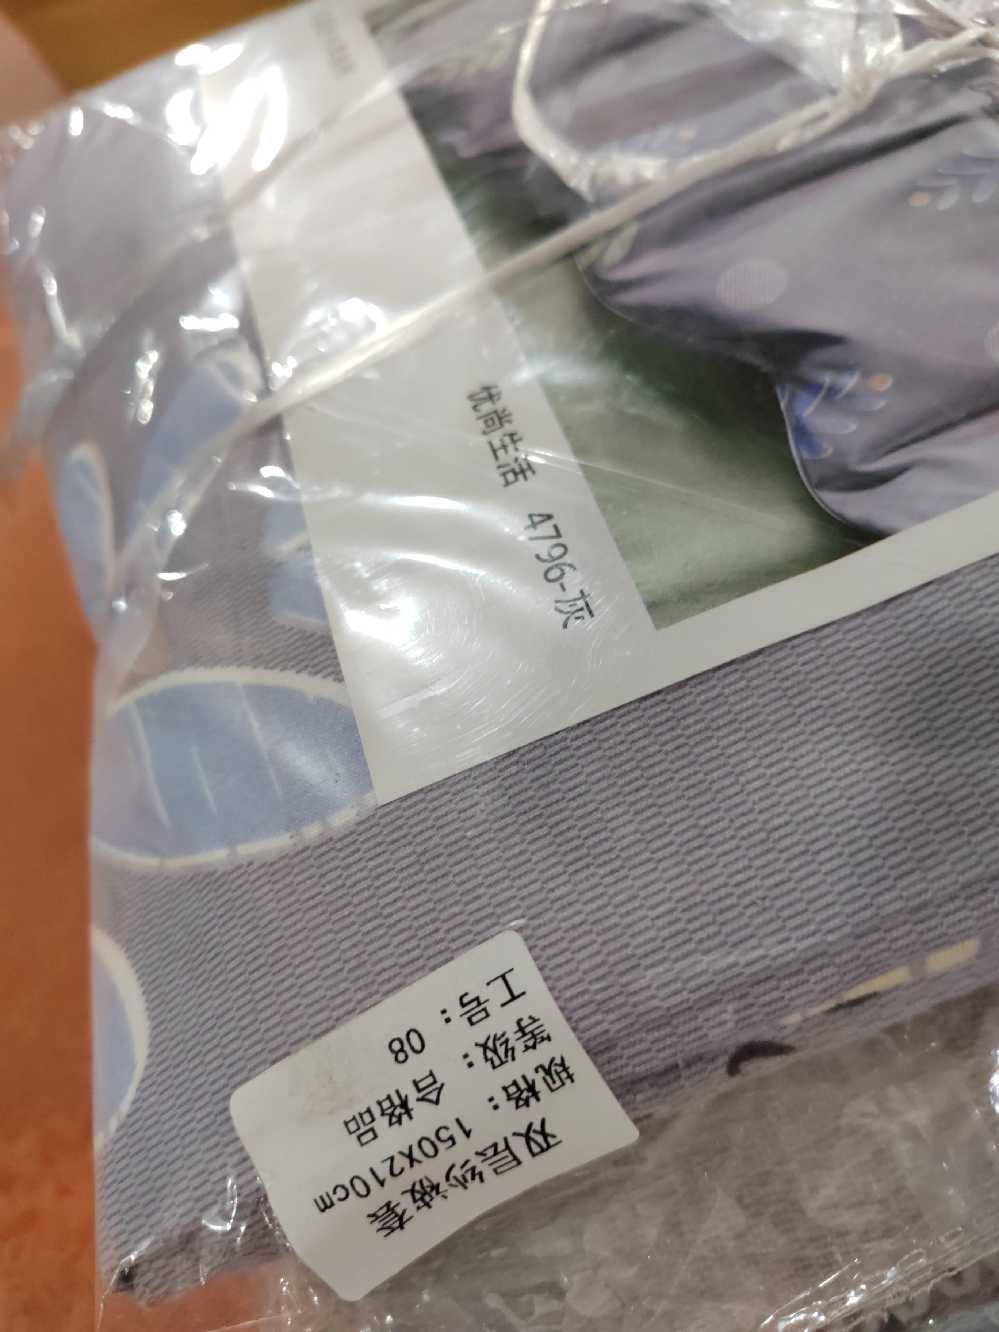 优尚生活 4796-灰
双层纱被套
规格：150X210cm
等级：合格品
工号：08